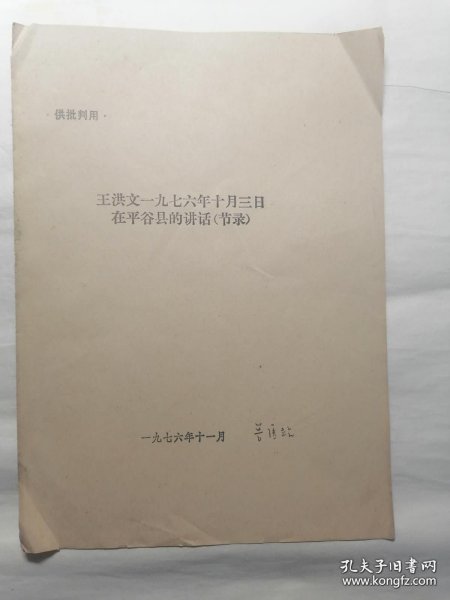 ·供批判用·
王洪文一九七六年十月三日
在平谷县的讲话(节录)
一九七六年十一月
孔夫子旧书网
www.kongfz.com